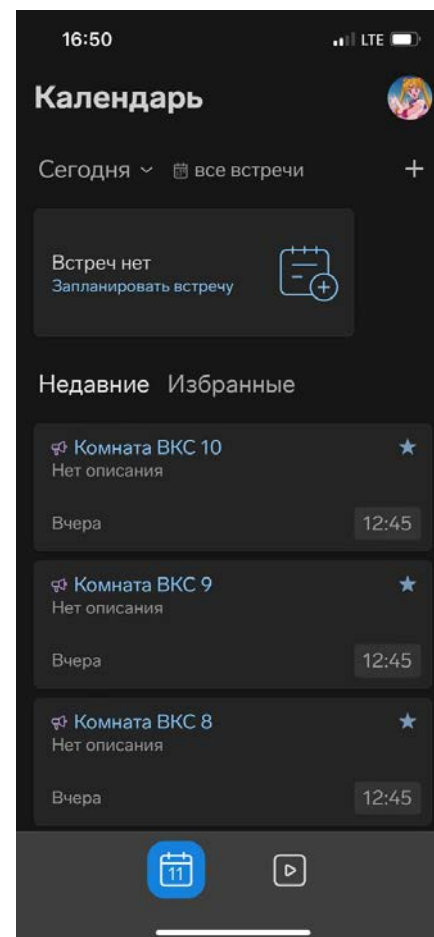 16:50 LTE
Календарь
Сегодня все встречи
Встреч нет
Запланировать встречу
Недавние Избранные
Комната ВКС 10
Нет описания
Вчера 12:45
Комната ВКС 9
Нет описания
Вчера 12:45
Комната ВКС 8
Нет описания
Вчера 12:45
11